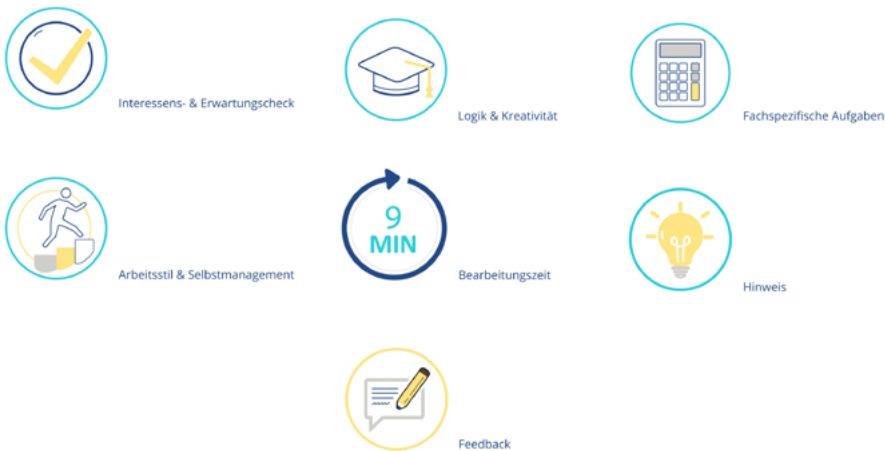 Interessens- & Erwartungscheck
Logik & Kreativität
Fachspezifische Aufgaben
Arbeitsstil & Selbstmanagement
9
MIN
Bearbeitungszeit
Hinweis
Feedback